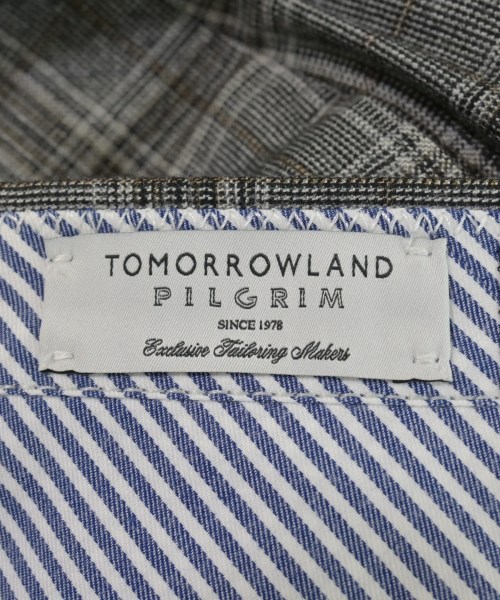 TOMORROWLAND
PILGRIM
SINCE 1978
Exclusive Tailoring Makers